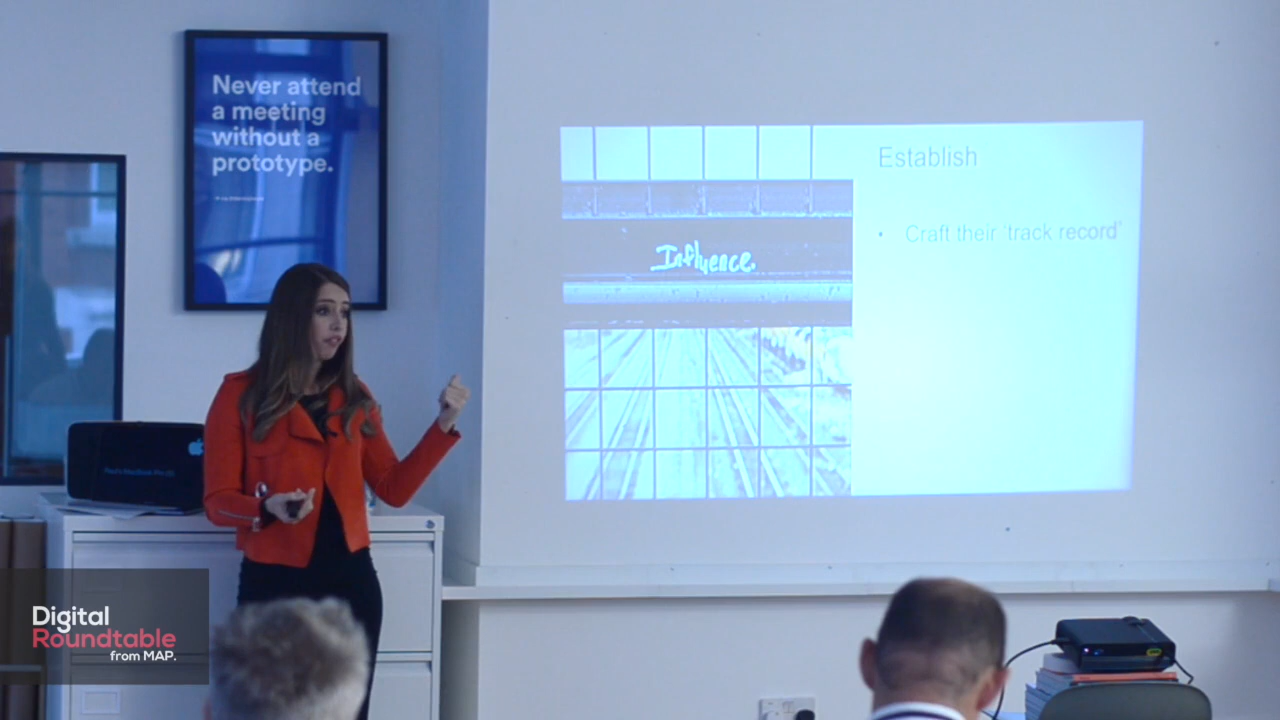 Never attend
a meeting
without a
prototype.
Establish
• Craft their 'track record'
Influence.
Digital
Roundtable
from MAP.